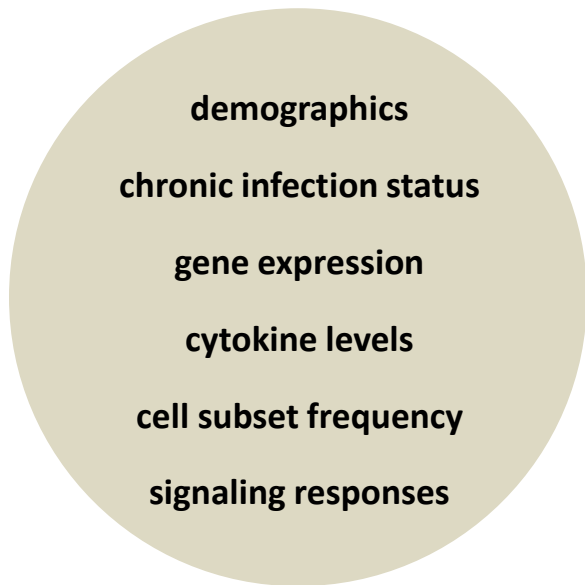 demographics
chronic infection status
gene expression
cytokine levels
cell subset frequency
signaling responses